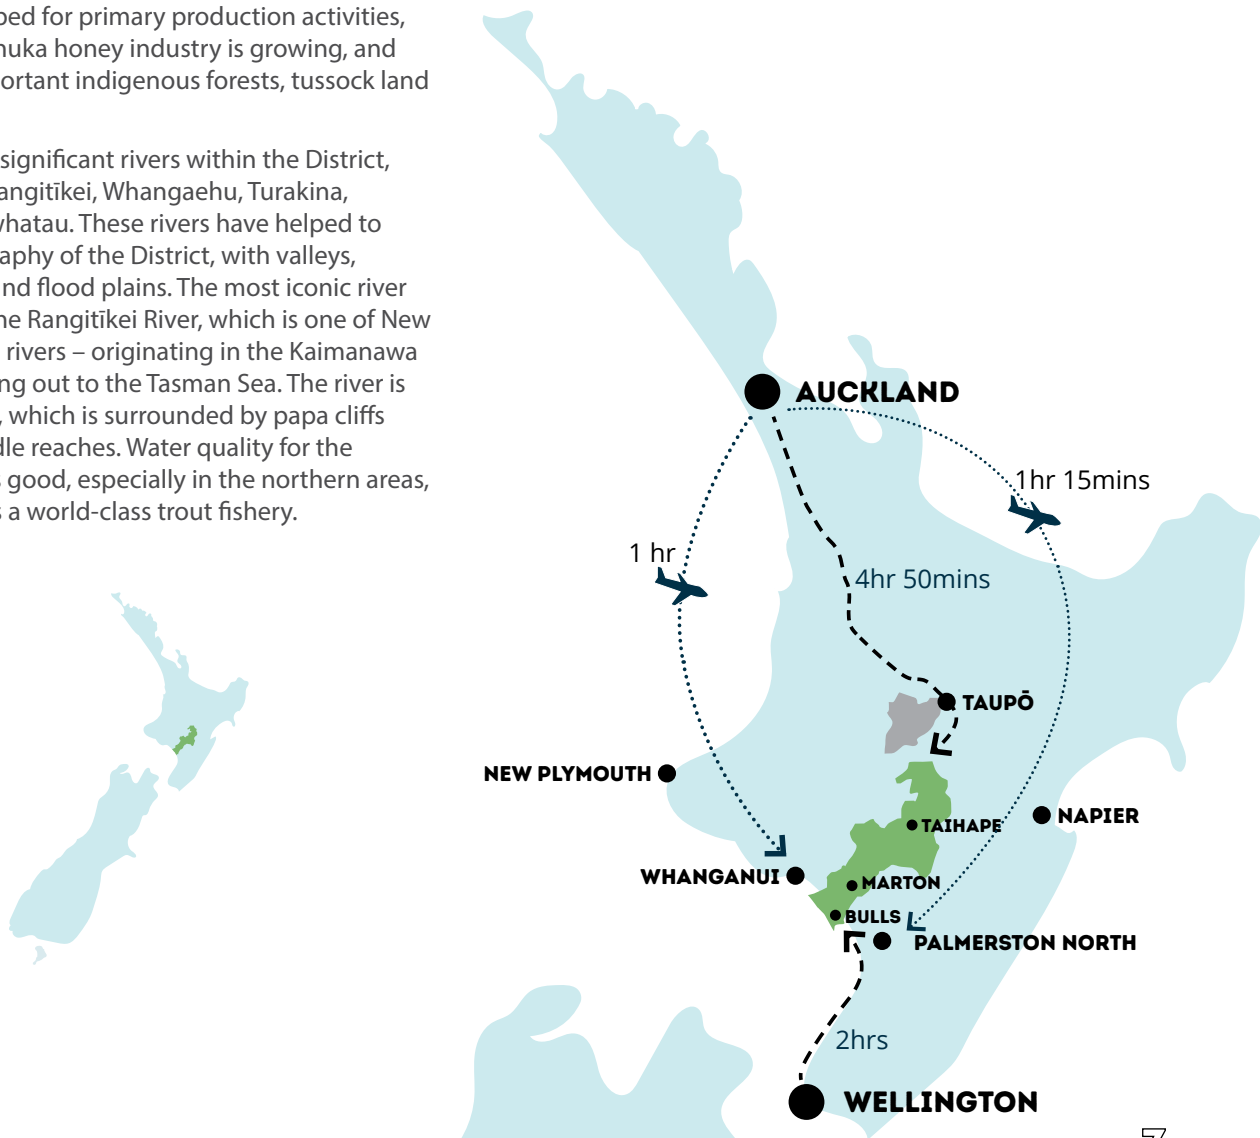 ped for primary production activities,
nuka honey industry is growing, and
portant indigenous forests, tussock land
significant rivers within the District,
angitīkei, Whangaehu, Turakina,
whatau. These rivers have helped to
aphy of the District, with valleys,
and flood plains. The most iconic river
he Rangitīkei River, which is one of New
rivers – originating in the Kaimanawa
ng out to the Tasman Sea. The river is
, which is surrounded by papa cliffs
dle reaches. Water quality for the
s good, especially in the northern areas,
s a world-class trout fishery.
AUCKLAND
1hr 15mins
1 hr
4hr 50mins
TAUPŌ
NEW PLYMOUTH
NAPIER
TAIHAPE
WHANGANUI
MARTON
BULLS
PALMERSTON NORTH
2hrs
WELLINGTON